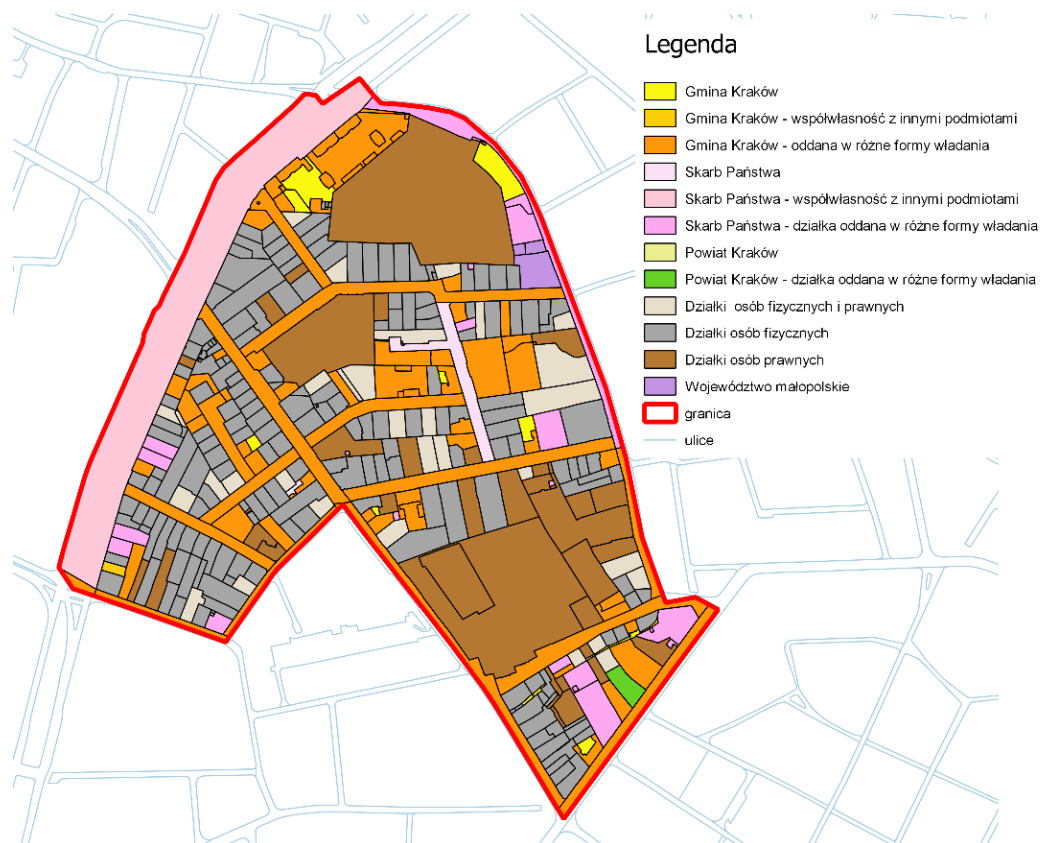 Legenda
Gmina Kraków
Gmina Kraków - współwłasność z innymi podmiotami
Gmina Kraków - oddana w różne formy władania
Skarb Państwa
Skarb Państwa - współwłasność z innymi podmiotami
Skarb Państwa - działka oddana w różne formy władania
Powiat Kraków
Powiat Kraków - działka oddana w różne formy władania
Działki osób fizycznych i prawnych
Działki osób fizycznych
Działki osób prawnych
Województwo małopolskie
granica
ulice